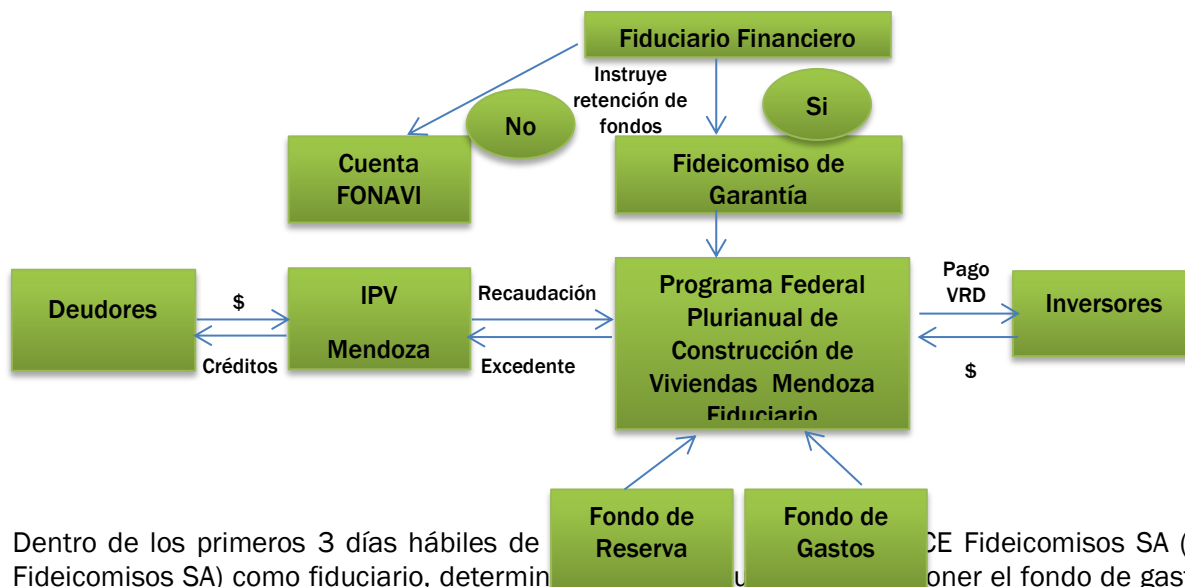 Fiduciario Financiero
Instruye
retención de
fondos
No
Si
Cuenta
FONAVI
Fideicomiso de
Garantía
Deudores
$
Créditos
IPV
Mendoza
Recaudación
Excedente
Programa Federal
Plurianual de
Construcción de
Viviendas Mendoza
Fiduciario
Pago
VRD
$
Inversores
Fondo de
Reserva
Fondo de
Gastos
Dentro de los primeros 3 días hábiles de CE Fideicomisos SA (
Fideicomisos SA) como fiduciario, determin oner el fondo de gast